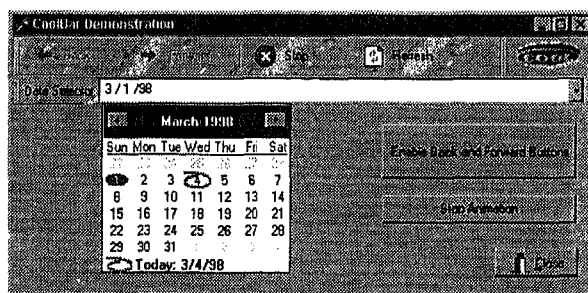 CoolBar Demonstration
Stop Refresh
Date Selector 3/1/98
March 1998
Enable Back and Forward Buttons
Sun Mon Tue Wed Thu Fri Sat
1 2 3 4 5 6 7
8 9 10 11 12 13 14
15 16 17 18 19 20 21
Stop Animation
22 23 24 25 26 27 28
29 30 31
Today: 3/4/98
Close